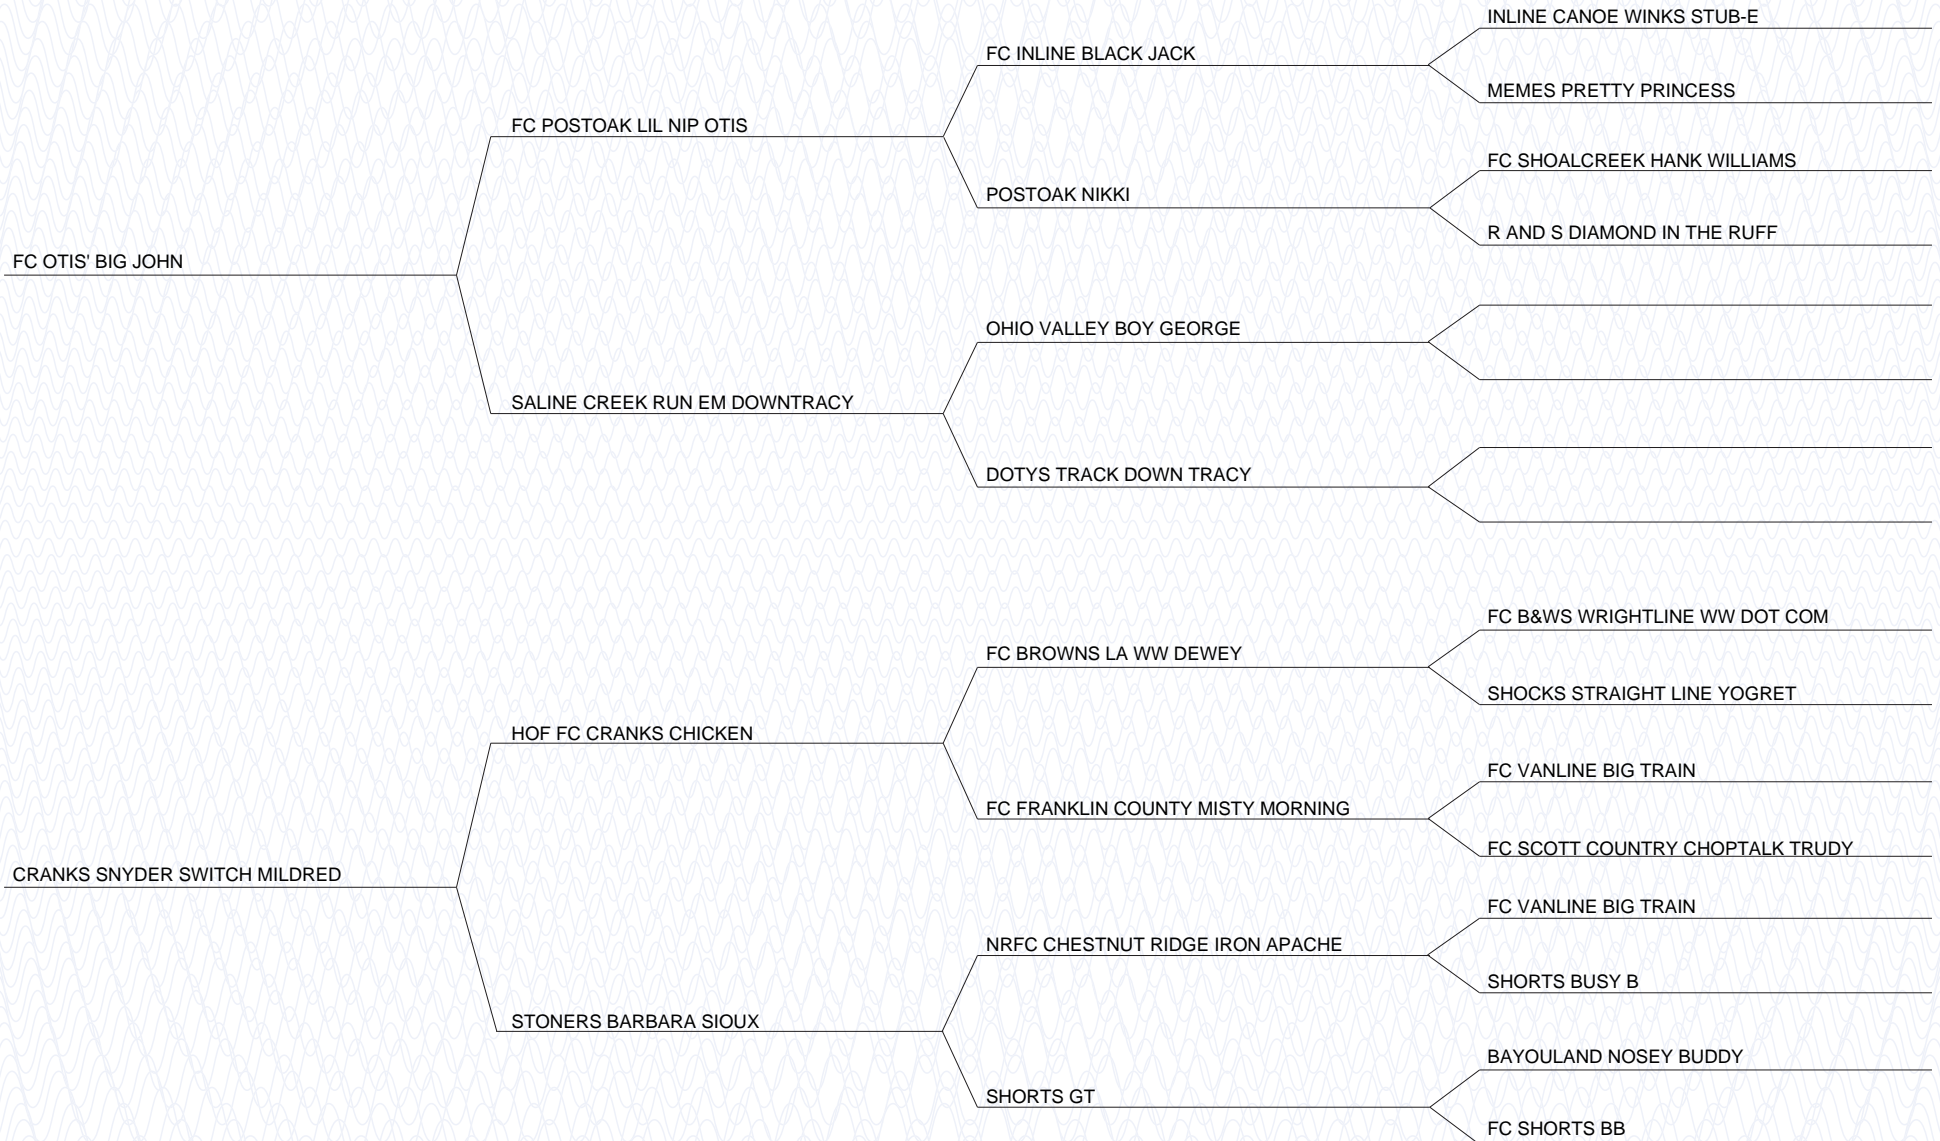 INLINE CANOE WINKS STUB-E
FC INLINE BLACK JACK
MEMES PRETTY PRINCESS
FC POSTOAK LIL NIP OTIS
FC SHOALCREEK HANK WILLIAMS
POSTOAK NIKKI
R AND S DIAMOND IN THE RUFF
FC OTIS' BIG JOHN
OHIO VALLEY BOY GEORGE
SALINE CREEK RUN EM DOWNTRACY
DOTYS TRACK DOWN TRACY
FC B&WS WRIGHTLINE WW DOT COM
FC BROWNS LA WW DEWEY
SHOCKS STRAIGHT LINE YOGRET
HOF FC CRANKS CHICKEN
FC VANLINE BIG TRAIN
FC FRANKLIN COUNTY MISTY MORNING
FC SCOTT COUNTRY CHOPTALK TRUDY
CRANKS SNYDER SWITCH MILDRED
FC VANLINE BIG TRAIN
NRFC CHESTNUT RIDGE IRON APACHE
SHORTS BUSY B
STONERS BARBARA SIOUX
BAYOULAND NOSEY BUDDY
SHORTS GT
FC SHORTS BB